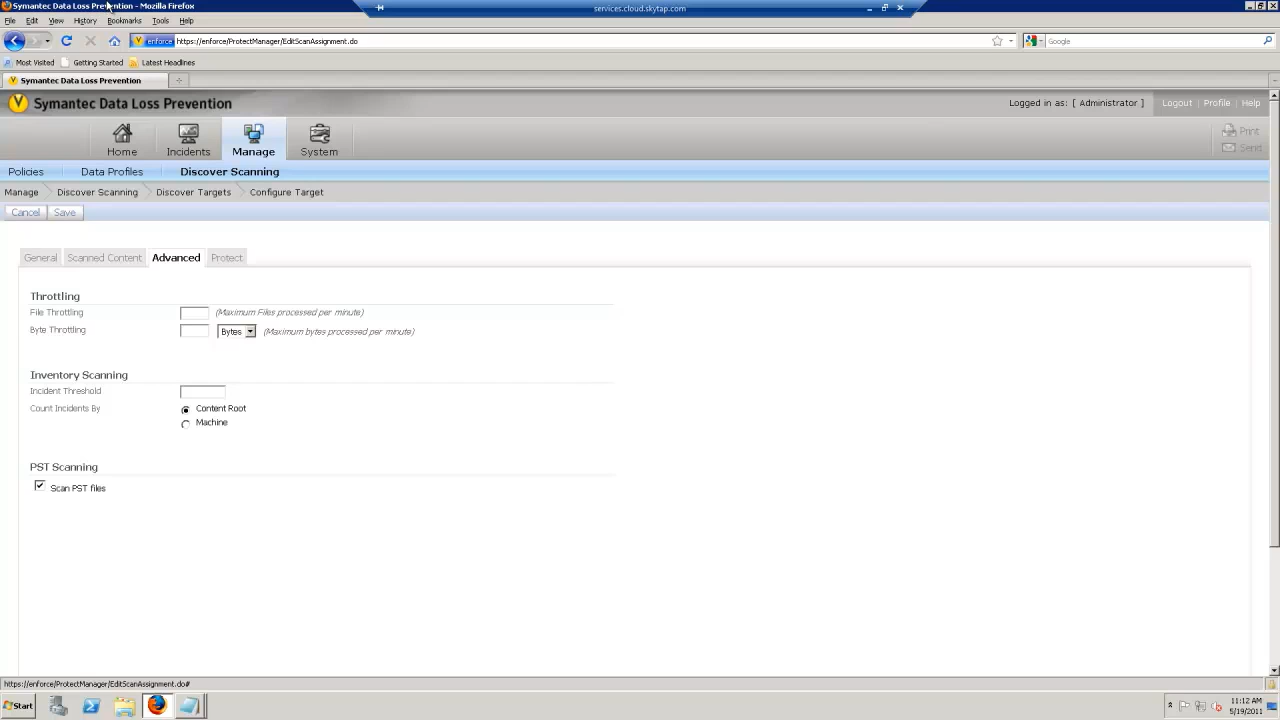 Symantec Data Loss Prevention - Mozilla Firefox
services.cloud.skytap.com
File Edit View History Bookmarks Tools Help
enforce https://enforce/ProtectManager/EditScanAssignment.do
Google
Most Visited Getting Started Latest Headlines
Symantec Data Loss Prevention
Symantec Data Loss Prevention
Logged in as: [ Administrator ] Logout Profile Help
Home Incidents Manage System
Print
Send
Policies Data Profiles Discover Scanning
Manage Discover Scanning Discover Targets Configure Target
Cancel Save
General Scanned Content Advanced Protect
Throttling
File Throttling (Maximum Files processed per minute)
Byte Throttling Bytes (Maximum bytes processed per minute)
Inventory Scanning
Incident Threshold
Count Incidents By Content Root
Machine
PST Scanning
Scan PST files
https://enforce/ProtectManager/EditScanAssignment.do#
Start
11:12 AM
5/19/2011